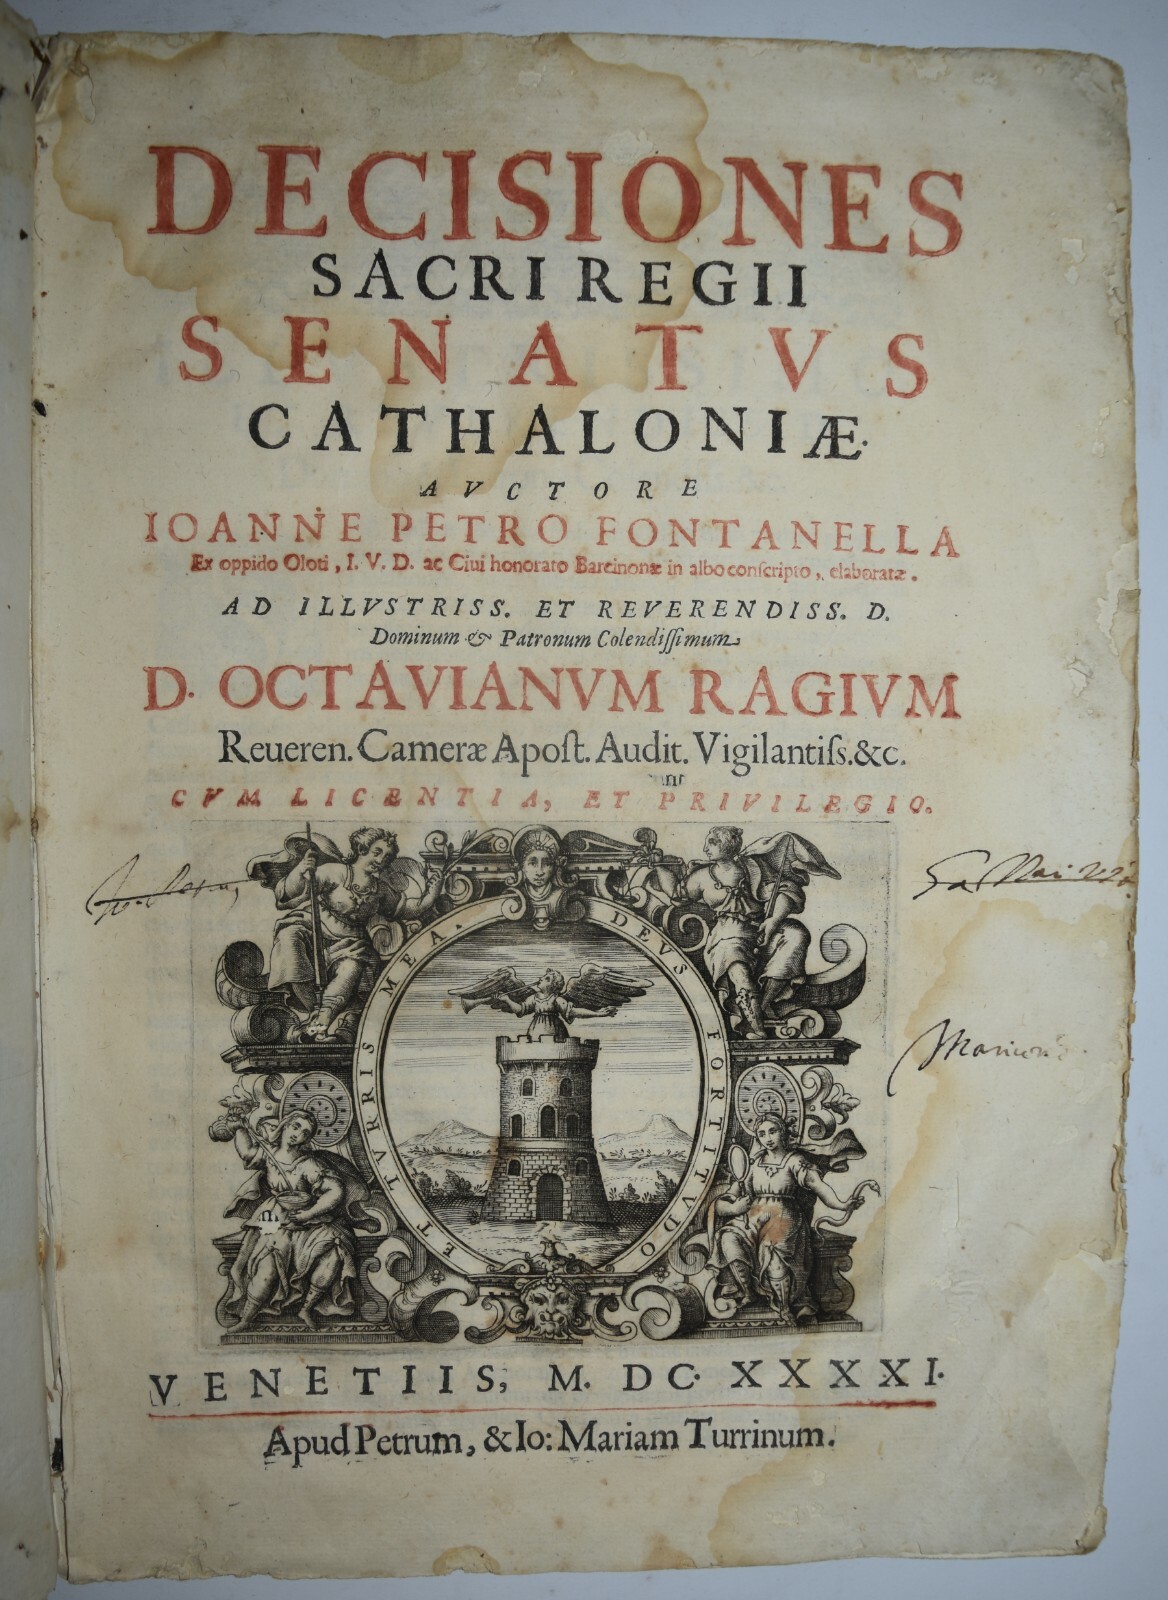 DECISIONES
SACRI REGII
SENATVS
CATHALONIÆ.
AVCTORE
IOANNE PETRO FONTANELLA
Ex oppido Oloti, I. V. D. ac Ciui honorato Barcinonæ in albo conſcripto, elaboratæ.
AD ILLVSTRISS. ET REVERENDISS. D.
Dominum & Patronum Colendiſſimum
D. OCTAVIANVM RAGIVM
Reueren. Cameræ Apoſt. Audit. Vigilantiſs. &c.
CVM LICENTIA, ET PRIVILEGIO.
DEVS FORTITVDO ET TVRRIS MEA.
VENETIIS, M. DC. XXXXI.
Apud Petrum, & Io: Mariam Turrinum.